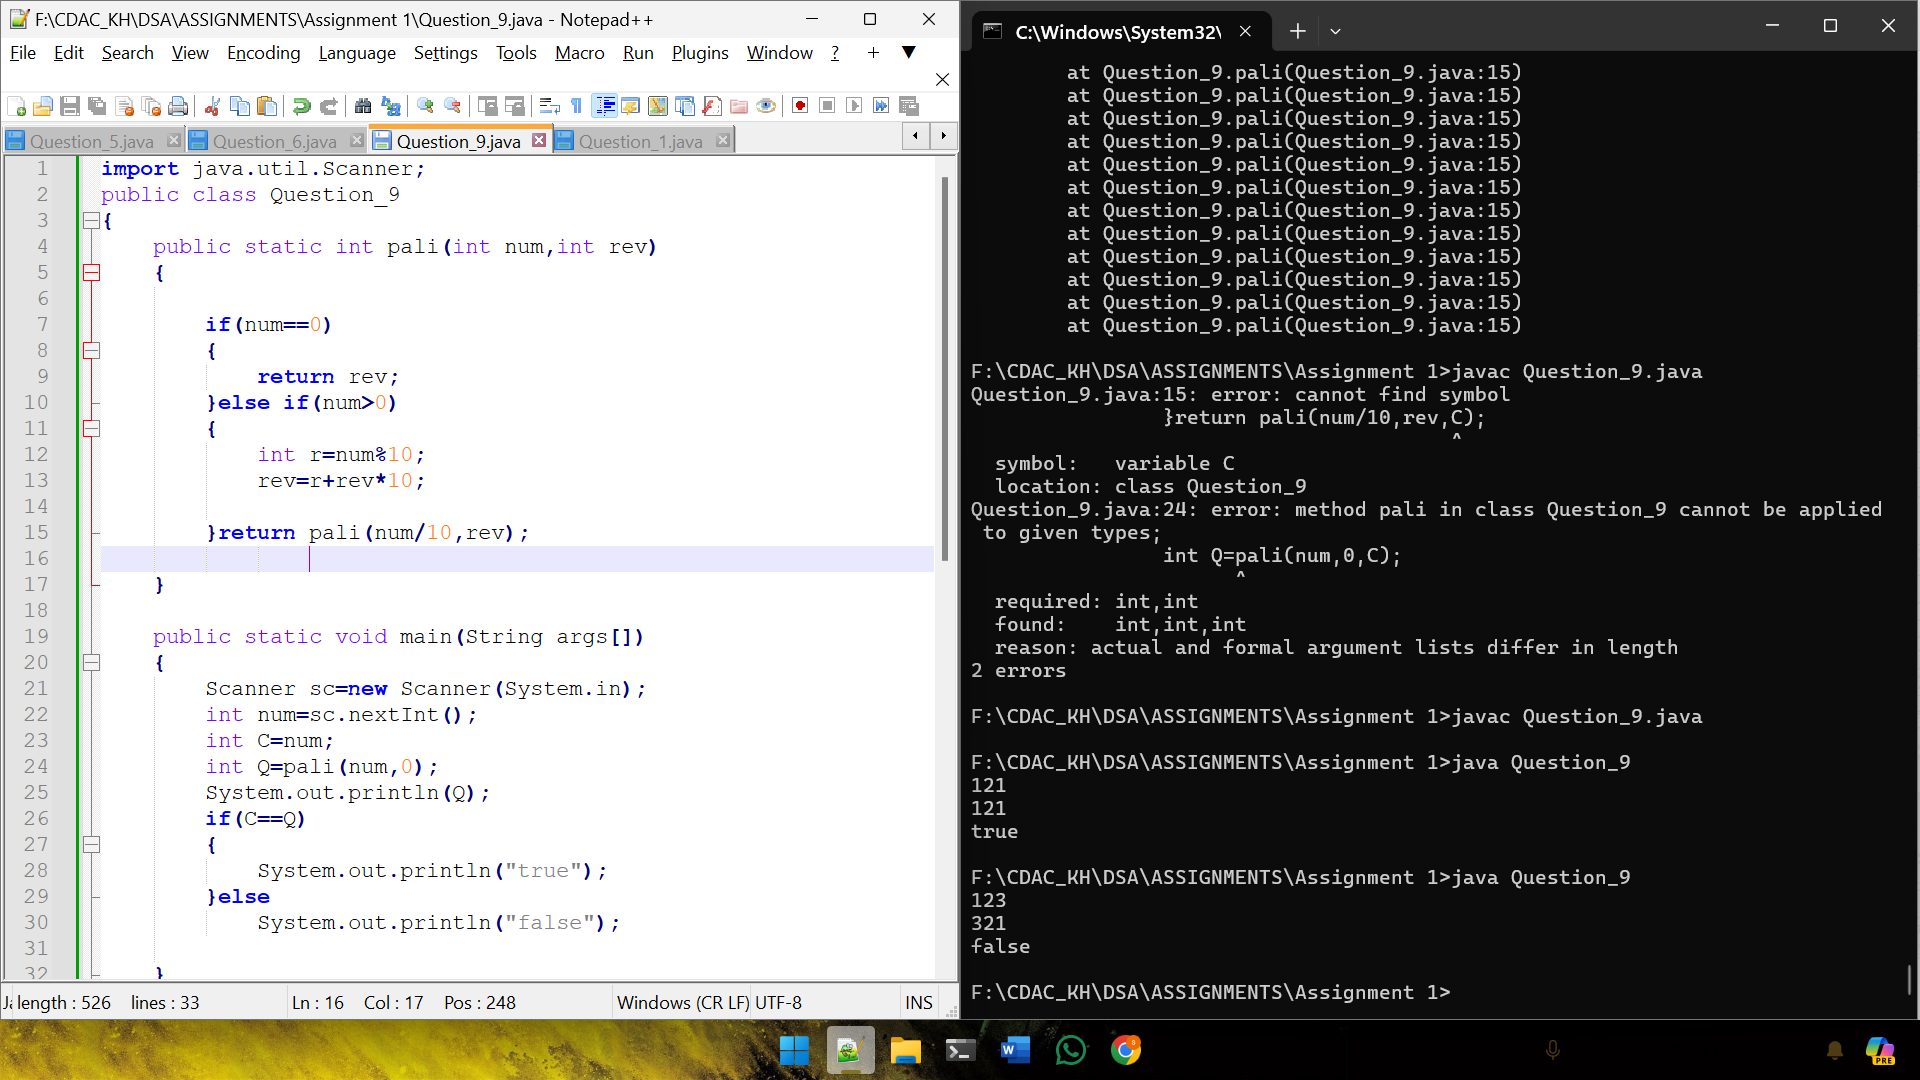 F:\CDAC_KH\DSA\ASSIGNMENTS\Assignment 1\Question_9.java - Notepad++
File Edit Search View Encoding Language Settings Tools Macro Run Plugins Window ? +
Question_5.java Question_6.java Question_9.java Question_1.java
1 import java.util.Scanner;
2 public class Question_9
3 {
4 public static int pali(int num,int rev)
5 {
6
7 if(num==0)
8 {
9 return rev;
10 }else if(num>0)
11 {
12 int r=num%10;
13 rev=r+rev*10;
14
15 }return pali(num/10,rev);
16
17 }
18
19 public static void main(String args[])
20 {
21 Scanner sc=new Scanner(System.in);
22 int num=sc.nextInt();
23 int C=num;
24 int Q=pali(num,0);
25 System.out.println(Q);
26 if(C==Q)
27 {
28 System.out.println("true");
29 }else
30 System.out.println("false");
31
32 }
length : 526 lines : 33 Ln : 16 Col : 17 Pos : 248 Windows (CR LF) UTF-8 INS
C:\Windows\System32\
at Question_9.pali(Question_9.java:15)
at Question_9.pali(Question_9.java:15)
at Question_9.pali(Question_9.java:15)
at Question_9.pali(Question_9.java:15)
at Question_9.pali(Question_9.java:15)
at Question_9.pali(Question_9.java:15)
at Question_9.pali(Question_9.java:15)
at Question_9.pali(Question_9.java:15)
at Question_9.pali(Question_9.java:15)
at Question_9.pali(Question_9.java:15)
at Question_9.pali(Question_9.java:15)
at Question_9.pali(Question_9.java:15)
F:\CDAC_KH\DSA\ASSIGNMENTS\Assignment 1>javac Question_9.java
Question_9.java:15: error: cannot find symbol
}return pali(num/10,rev,C);
^
symbol: variable C
location: class Question_9
Question_9.java:24: error: method pali in class Question_9 cannot be applied
to given types;
int Q=pali(num,0,C);
^
required: int,int
found: int,int,int
reason: actual and formal argument lists differ in length
2 errors
F:\CDAC_KH\DSA\ASSIGNMENTS\Assignment 1>javac Question_9.java
F:\CDAC_KH\DSA\ASSIGNMENTS\Assignment 1>java Question_9
121
121
true
F:\CDAC_KH\DSA\ASSIGNMENTS\Assignment 1>java Question_9
123
321
false
F:\CDAC_KH\DSA\ASSIGNMENTS\Assignment 1>
PRE